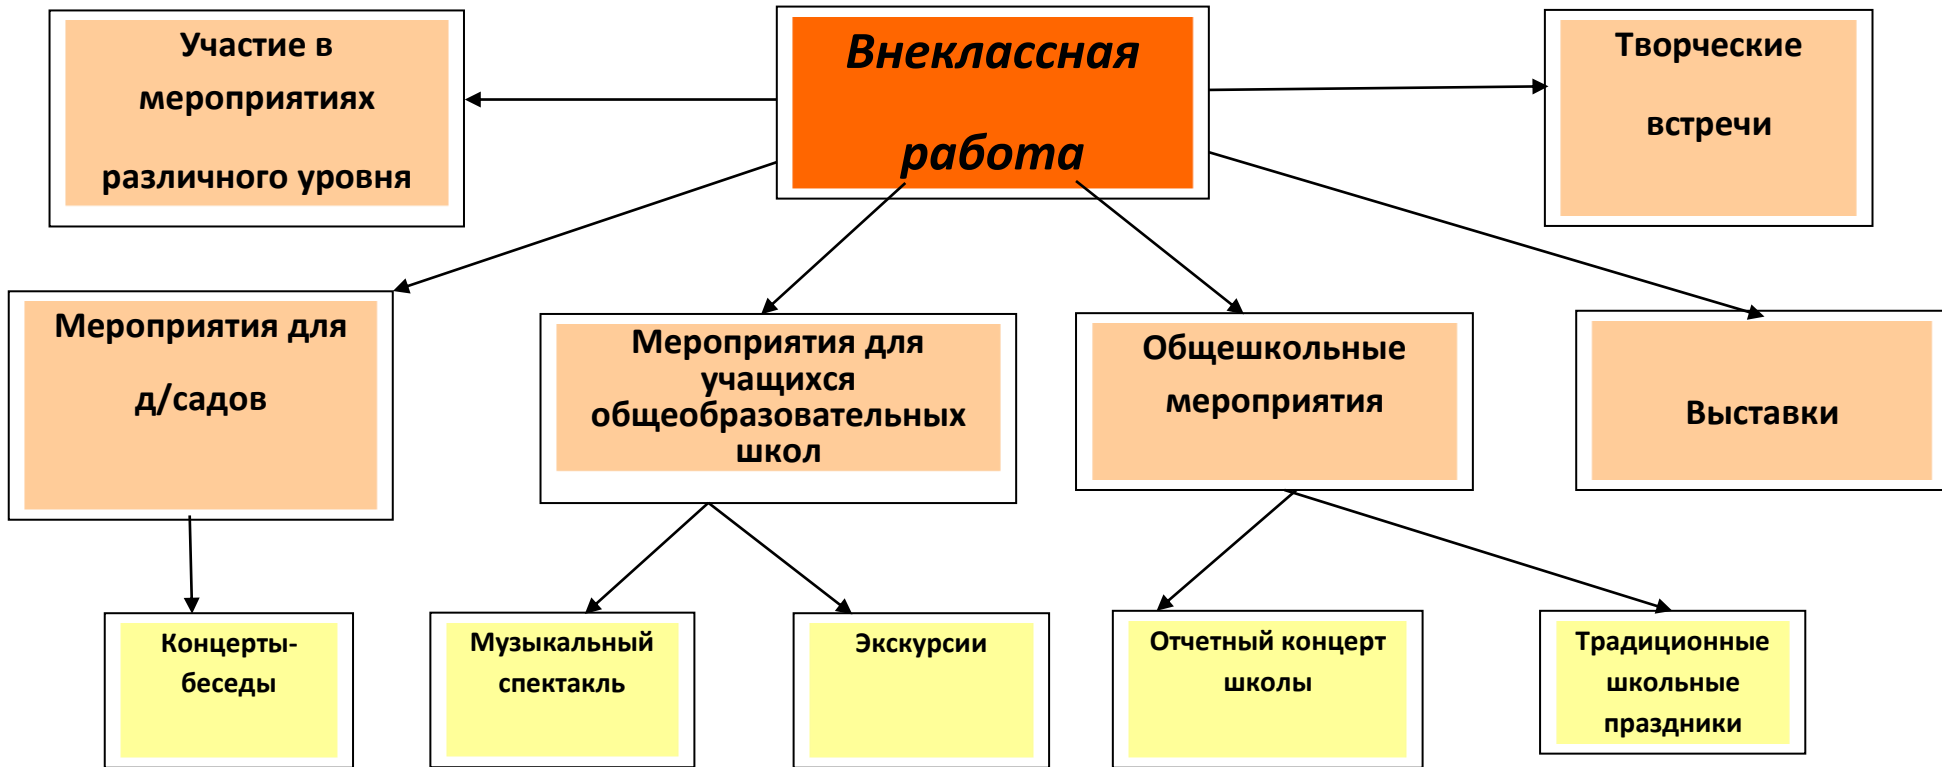 Участие в
мероприятиях
различного уровня
Внеклассная
работа
Творческие
встречи
Мероприятия для
д/садов
Мероприятия для
учащихся
общеобразовательных
школ
Общешкольные
мероприятия
Выставки
Концерты-
беседы
Музыкальный
спектакль
Экскурсии
Отчетный концерт
школы
Традиционные
школьные
праздники